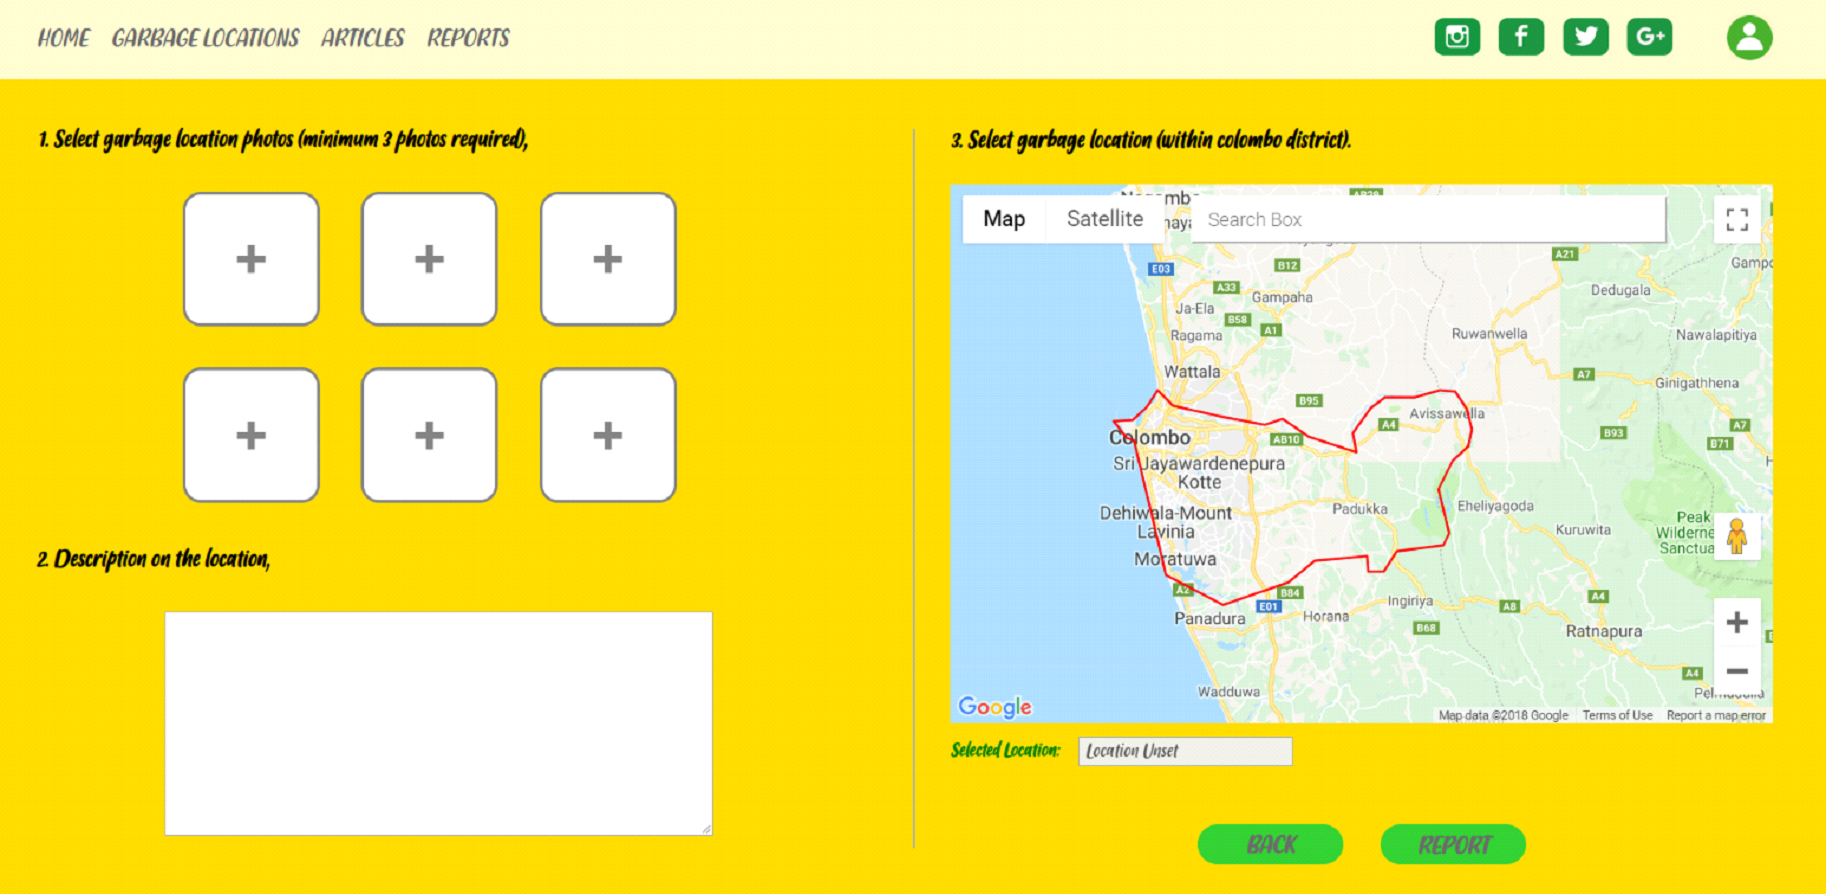 HOME GARBAGE LOCATIONS ARTICLES REPORTS
G+
1. Select garbage location photos (minimum 3 photos required),
2. Description on the location,
3. Select garbage location (within colombo district).
Map Satellite Search Box
E03
B12
A21
Dedugala
A33
Gampaha
Ja-Ela
B58
A1
Ragama
Ruwanwella
Nawalapitiya
Wattala
A7
Ginigathhena
B95
Avissawella
A4
B93
A7
B71
Colombo
AB10
Sri Jayawardenepura
Kotte
Dehiwala-Mount
Lavinia
Padukka
Eheliyagoda
Kuruwita
Peak
Moratuwa
A2
E01
B84
Ingiriya
A8
A4
Panadura
Horana
B68
Ratnapura
A4
Wadduwa
Google
Map data ©2018 Google Terms of Use Report a map error
Selected Location: Location Unset
BACK REPORT